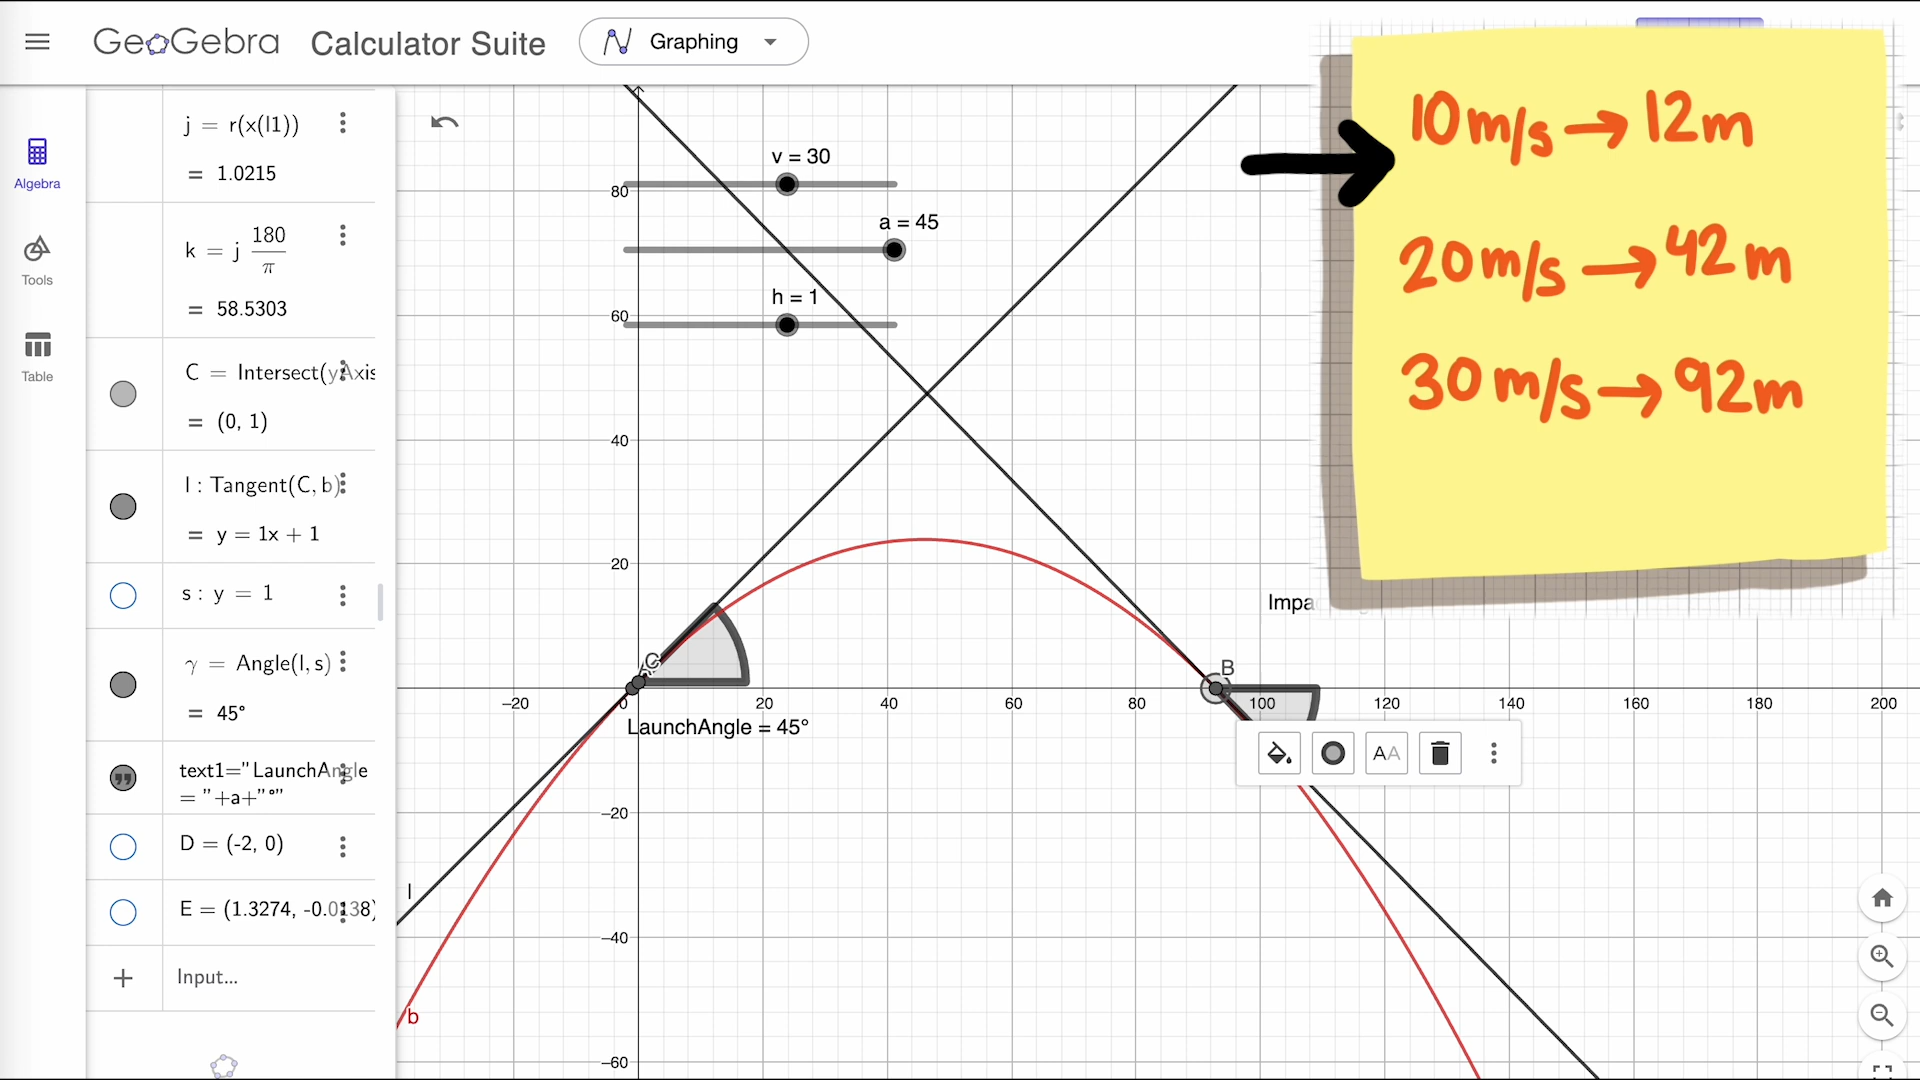 GeoGebra Calculator Suite
Graphing
Algebra
Tools
Table
j = r(x(l1))
= 1.0215
k = j 180/π
= 58.5303
C = Intersect(yAxis
= (0, 1)
l : Tangent(C, b)
= y = 1x + 1
s : y = 1
γ = Angle(l, s)
= 45°
text1="LaunchAngle
= "+a+"°"
D = (-2, 0)
E = (1.3274, -0.0138)
+ Input...
v = 30
a = 45
h = 1
80
60
40
20
-20
-40
-60
-20 0 20 40 60 80 100 120 140 160 180 200
C
B
l
b
LaunchAngle = 45°
Impa
AA
10m/s → 12m
20m/s → 42m
30m/s → 92m